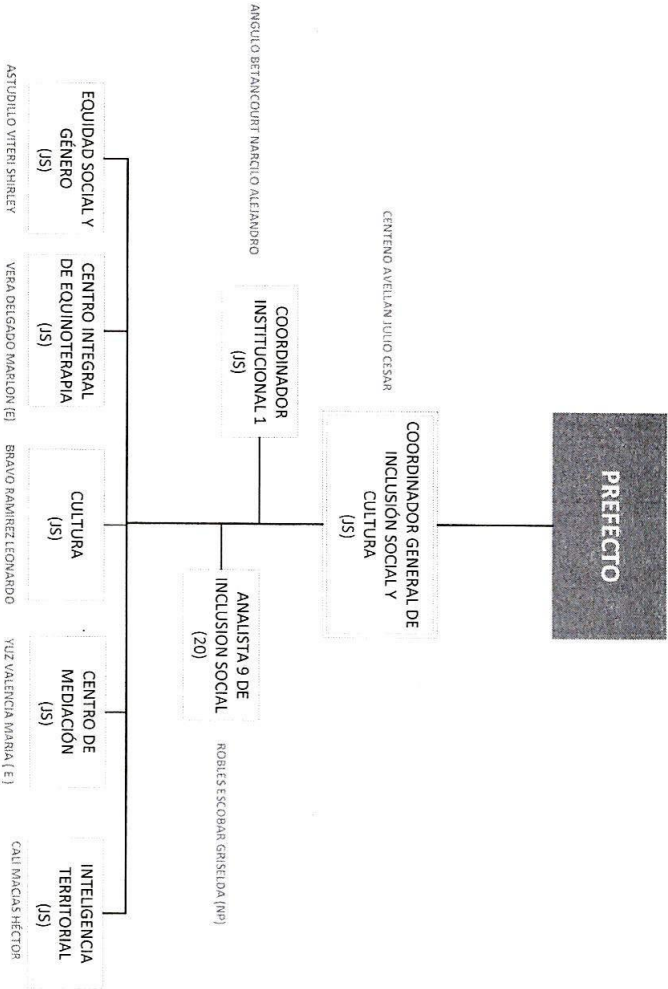 PREFECTO
COORDINADOR GENERAL DE
INCLUSIÓN SOCIAL Y
CULTURA
(JS)
CENTENO AVELLAN JULIO CESAR
COORDINADOR
INSTITUCIONAL 1
(JS)
ANGULO BETANCOURT NARCILO ALEJANDRO
ANALISTA 9 DE
INCLUSION SOCIAL
(20)
ROBLES ESCOBAR GRISELDA (NP)
EQUIDAD SOCIAL Y
GÉNERO
(JS)
ASTUDILLO VITERI SHIRLEY
CENTRO INTEGRAL
DE EQUINOTERAPIA
(JS)
VERA DELGADO MARLON (E)
CULTURA
(JS)
BRAVO RAMIREZ LEONARDO
CENTRO DE
MEDIACIÓN
(JS)
YUZ VALENCIA MARIA ( E )
INTELIGENCIA
TERRITORIAL
(JS)
CALI MACIAS HÉCTOR